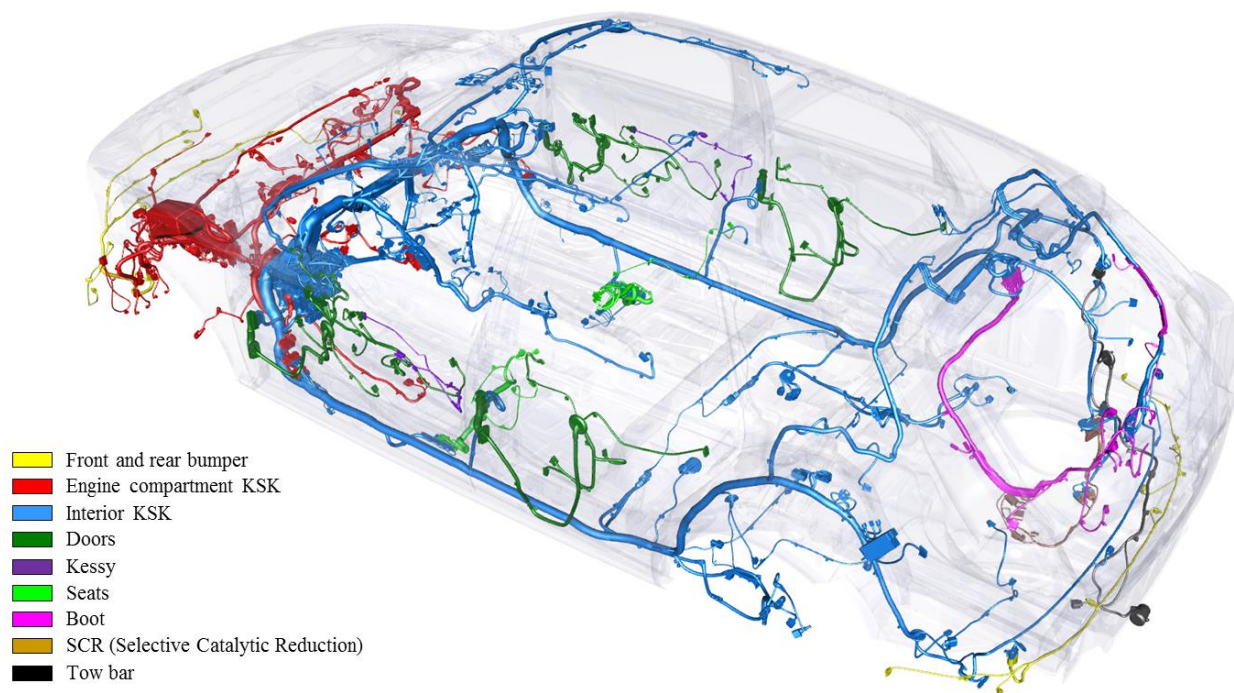 Front and rear bumper
Engine compartment KSK
Interior KSK
Doors
Kessy
Seats
Boot
SCR (Selective Catalytic Reduction)
Tow bar